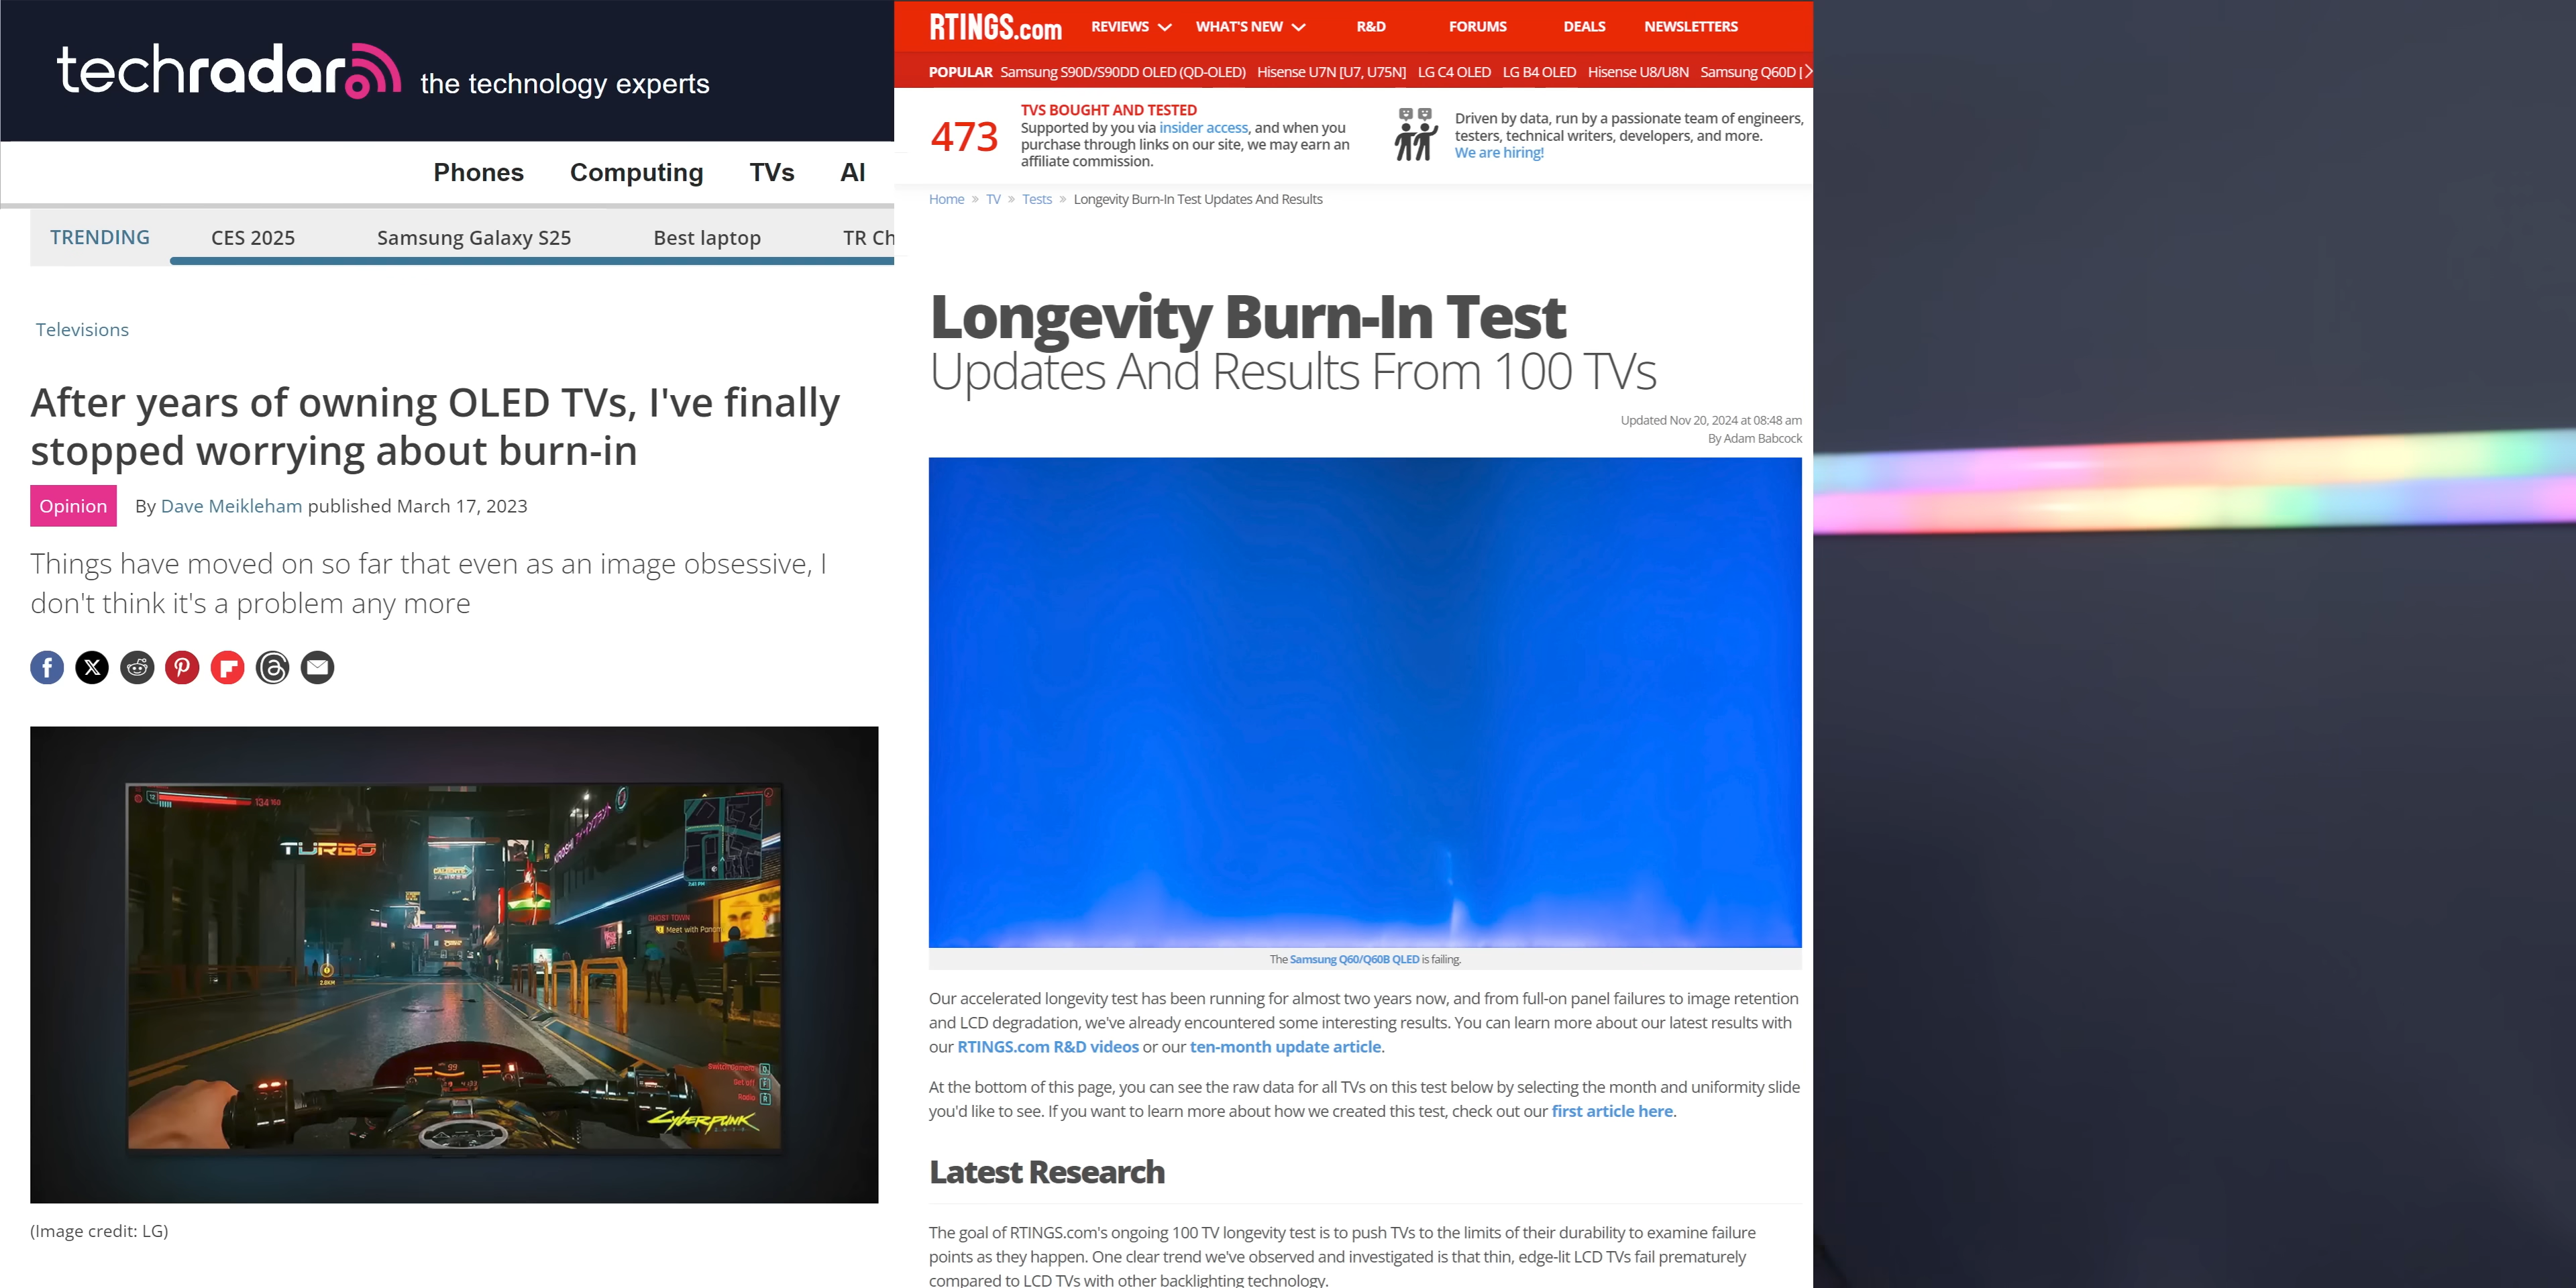 techradar the technology experts
Phones Computing TVs AI
TRENDING CES 2025 Samsung Galaxy S25 Best laptop TR Ch
Televisions
After years of owning OLED TVs, I've finally
stopped worrying about burn-in
Opinion By Dave Meikleham published March 17, 2023
Things have moved on so far that even as an image obsessive, I
don't think it's a problem any more
134
TURBO
GHOST TOWN
Meet with Panam
99
Get off
Radio
CYBERPUNK
(Image credit: LG)
RTINGS.com REVIEWS WHAT'S NEW R&D FORUMS DEALS NEWSLETTERS
POPULAR Samsung S90D/S90DD OLED (QD-OLED) Hisense U7N [U7, U75N] LG C4 OLED LG B4 OLED Hisense U8/U8N Samsung Q60D [
473
TVS BOUGHT AND TESTED
Supported by you via insider access, and when you
purchase through links on our site, we may earn an
affiliate commission.
Driven by data, run by a passionate team of engineers,
testers, technical writers, developers, and more.
We are hiring!
Home » TV » Tests » Longevity Burn-In Test Updates And Results
Longevity Burn-In Test
Updates And Results From 100 TVs
Updated Nov 20, 2024 at 08:48 am
By Adam Babcock
The Samsung Q60/Q60B QLED is failing.
Our accelerated longevity test has been running for almost two years now, and from full-on panel failures to image retention
and LCD degradation, we've already encountered some interesting results. You can learn more about our latest results with
our RTINGS.com R&D videos or our ten-month update article.
At the bottom of this page, you can see the raw data for all TVs on this test below by selecting the month and uniformity slide
you'd like to see. If you want to learn more about how we created this test, check out our first article here.
Latest Research
The goal of RTINGS.com's ongoing 100 TV longevity test is to push TVs to the limits of their durability to examine failure
points as they happen. One clear trend we've observed and investigated is that thin, edge-lit LCD TVs fail prematurely
compared to LCD TVs with other backlighting technology.